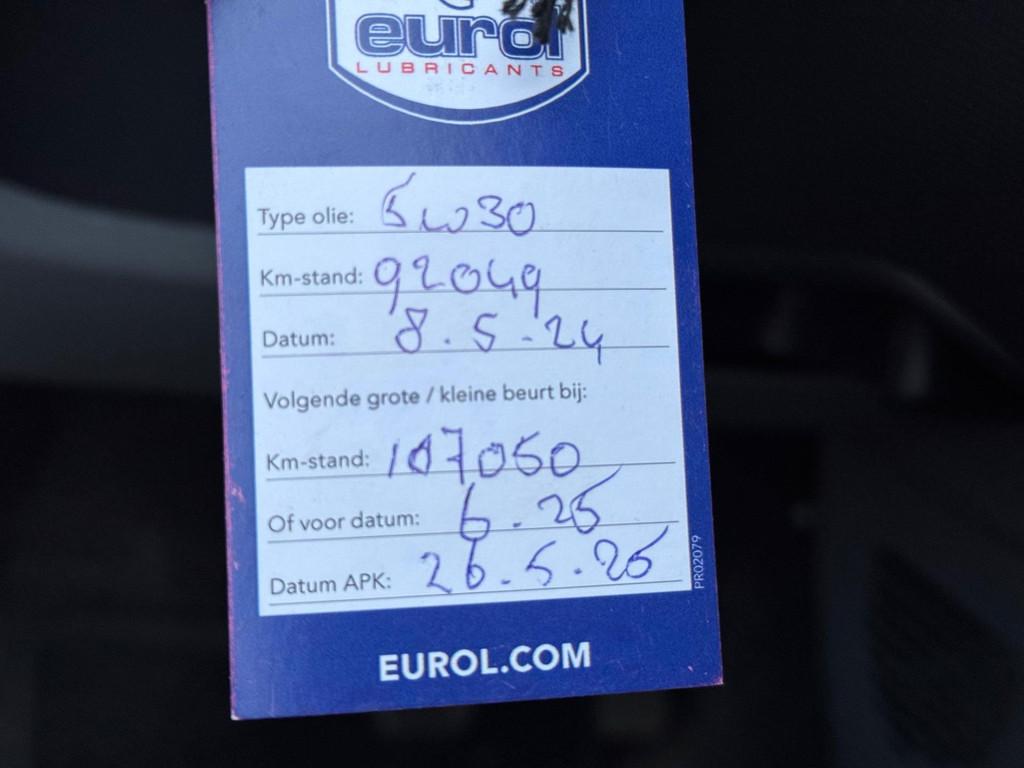 eurol
LUBRICANTS
Type olie: 5w30
Km-stand: 92049
Datum: 8.5-24
Volgende grote / kleine beurt bij:
Km-stand: 107050
Of voor datum: 6.25
Datum APK: 26.5.25
PR02079
EUROL.COM